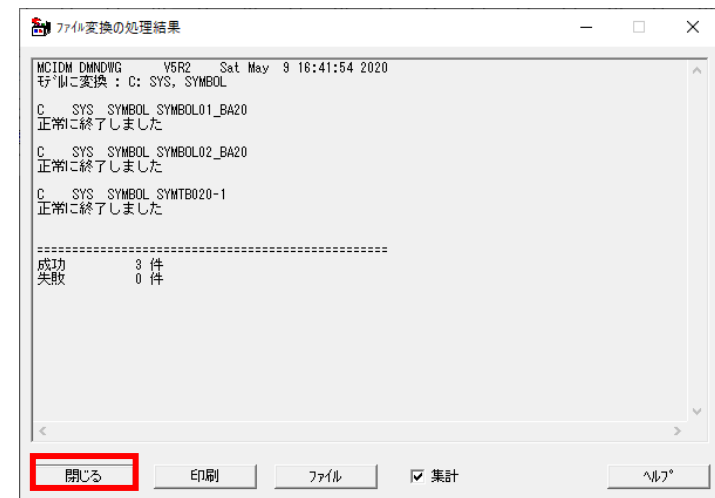 ファイル変換の処理結果
MCIDM DMNDWG V5R2 Sat May 9 16:41:54 2020
ﾓﾃﾞﾙに変換 : C: SYS, SYMBOL
C SYS SYMBOL SYMBOL01_BA20
正常に終了しました
C SYS SYMBOL SYMBOL02_BA20
正常に終了しました
C SYS SYMBOL SYMTB020-1
正常に終了しました
==================================================
成功 3 件
失敗 0 件
閉じる 印刷 ファイル 集計 ヘルプ